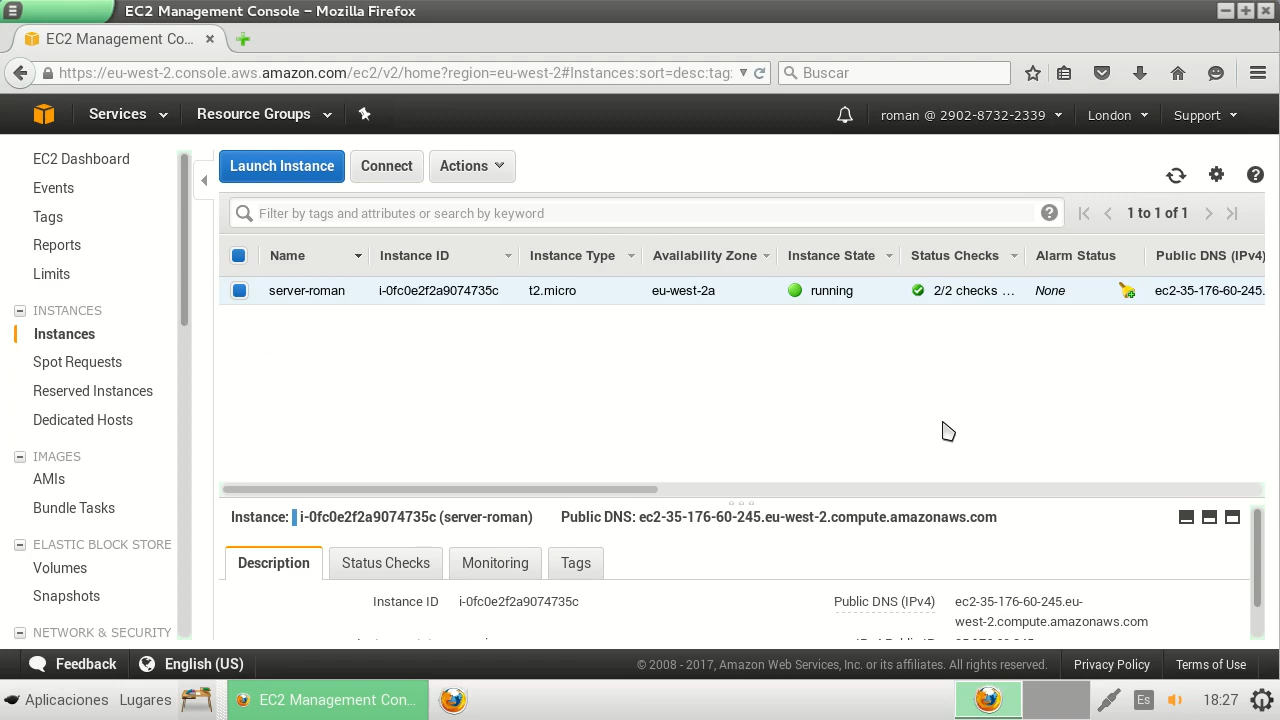 EC2 Management Console – Mozilla Firefox
EC2 Management Co...
https://eu-west-2.console.aws.amazon.com/ec2/v2/home?region=eu-west-2#Instances:sort=desc:tag:
Buscar
Services
Resource Groups
roman @ 2902-8732-2339
London
Support
EC2 Dashboard
Events
Tags
Reports
Limits
INSTANCES
Instances
Spot Requests
Reserved Instances
Dedicated Hosts
IMAGES
AMIs
Bundle Tasks
ELASTIC BLOCK STORE
Volumes
Snapshots
NETWORK & SECURITY
Launch Instance
Connect
Actions
Filter by tags and attributes or search by keyword
1 to 1 of 1
Name Instance ID Instance Type Availability Zone Instance State Status Checks Alarm Status Public DNS (IPv4)
server-roman i-0fc0e2f2a9074735c t2.micro eu-west-2a running 2/2 checks ... None ec2-35-176-60-245.
Instance: i-0fc0e2f2a9074735c (server-roman) Public DNS: ec2-35-176-60-245.eu-west-2.compute.amazonaws.com
Description Status Checks Monitoring Tags
Instance ID i-0fc0e2f2a9074735c
Public DNS (IPv4) ec2-35-176-60-245.eu-
west-2.compute.amazonaws.com
Feedback
English (US)
© 2008 - 2017, Amazon Web Services, Inc. or its affiliates. All rights reserved.
Privacy Policy
Terms of Use
Aplicaciones
Lugares
EC2 Management Con...
Es
18:27